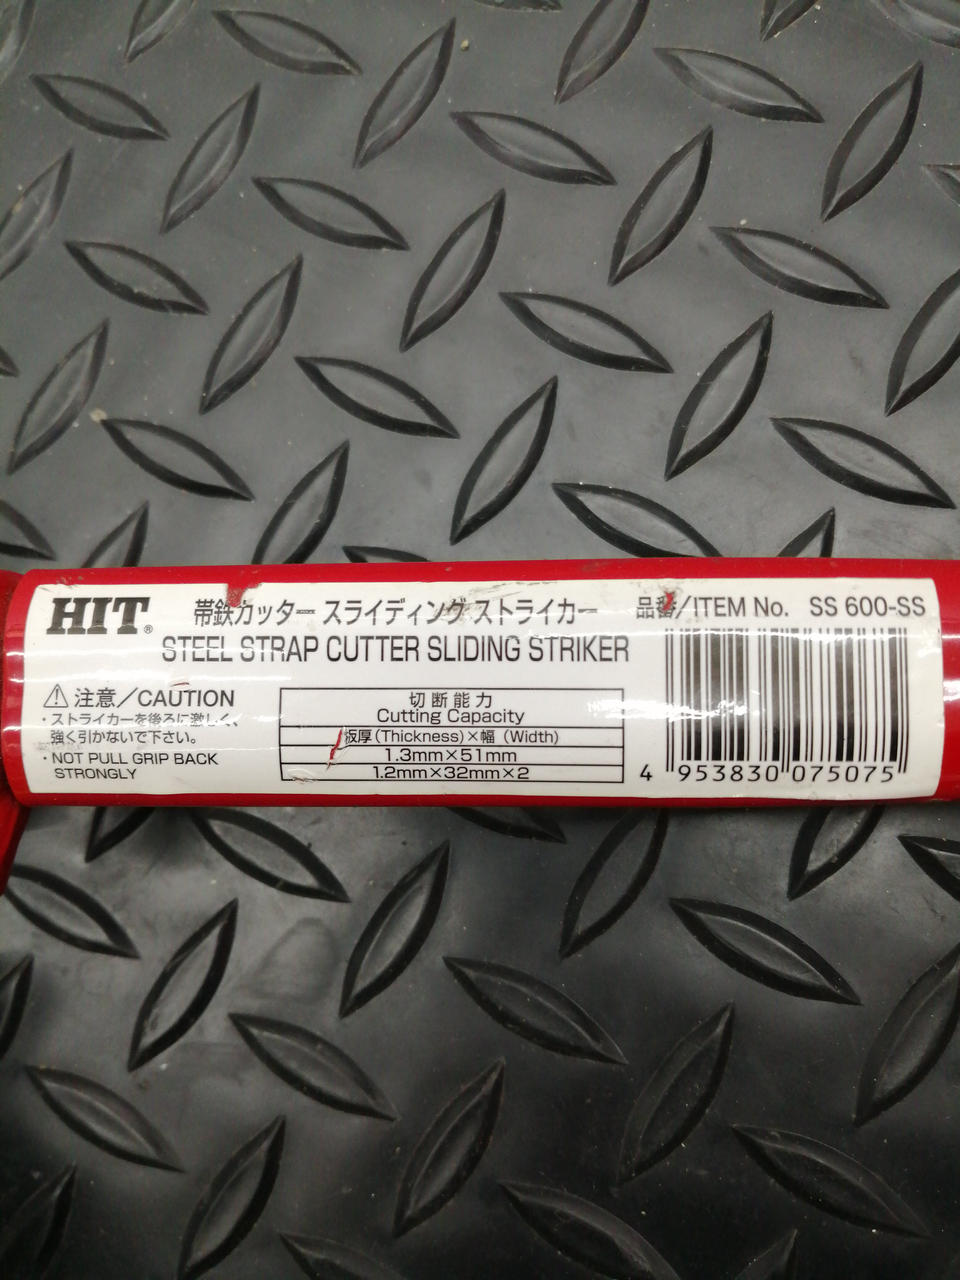 HIT®
帯鉄カッター スライディングストライカー
STEEL STRAP CUTTER SLIDING STRIKER
品番/ITEM No. SS 600-SS
⚠注意/CAUTION
・ストライカーを後ろに激しく、
強く引かないで下さい。
・NOT PULL GRIP BACK
STRONGLY
切断能力
Cutting Capacity
板厚(Thickness)×幅 (Width)
1.3mm×51mm
1.2mm×32mm×2
4 953830 075075